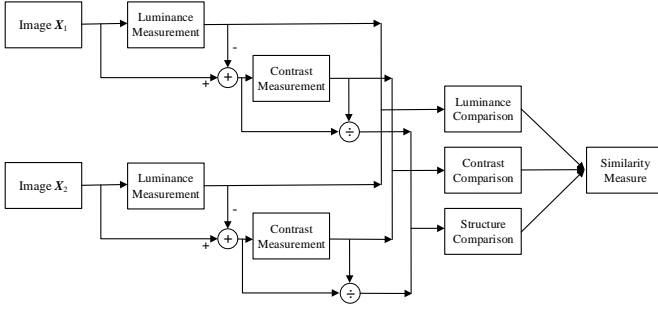 Image X₁
Luminance
Measurement
-
+
+
Contrast
Measurement
÷
Image X₂
Luminance
Measurement
-
+
+
Contrast
Measurement
÷
Luminance
Comparison
Contrast
Comparison
Structure
Comparison
Similarity
Measure